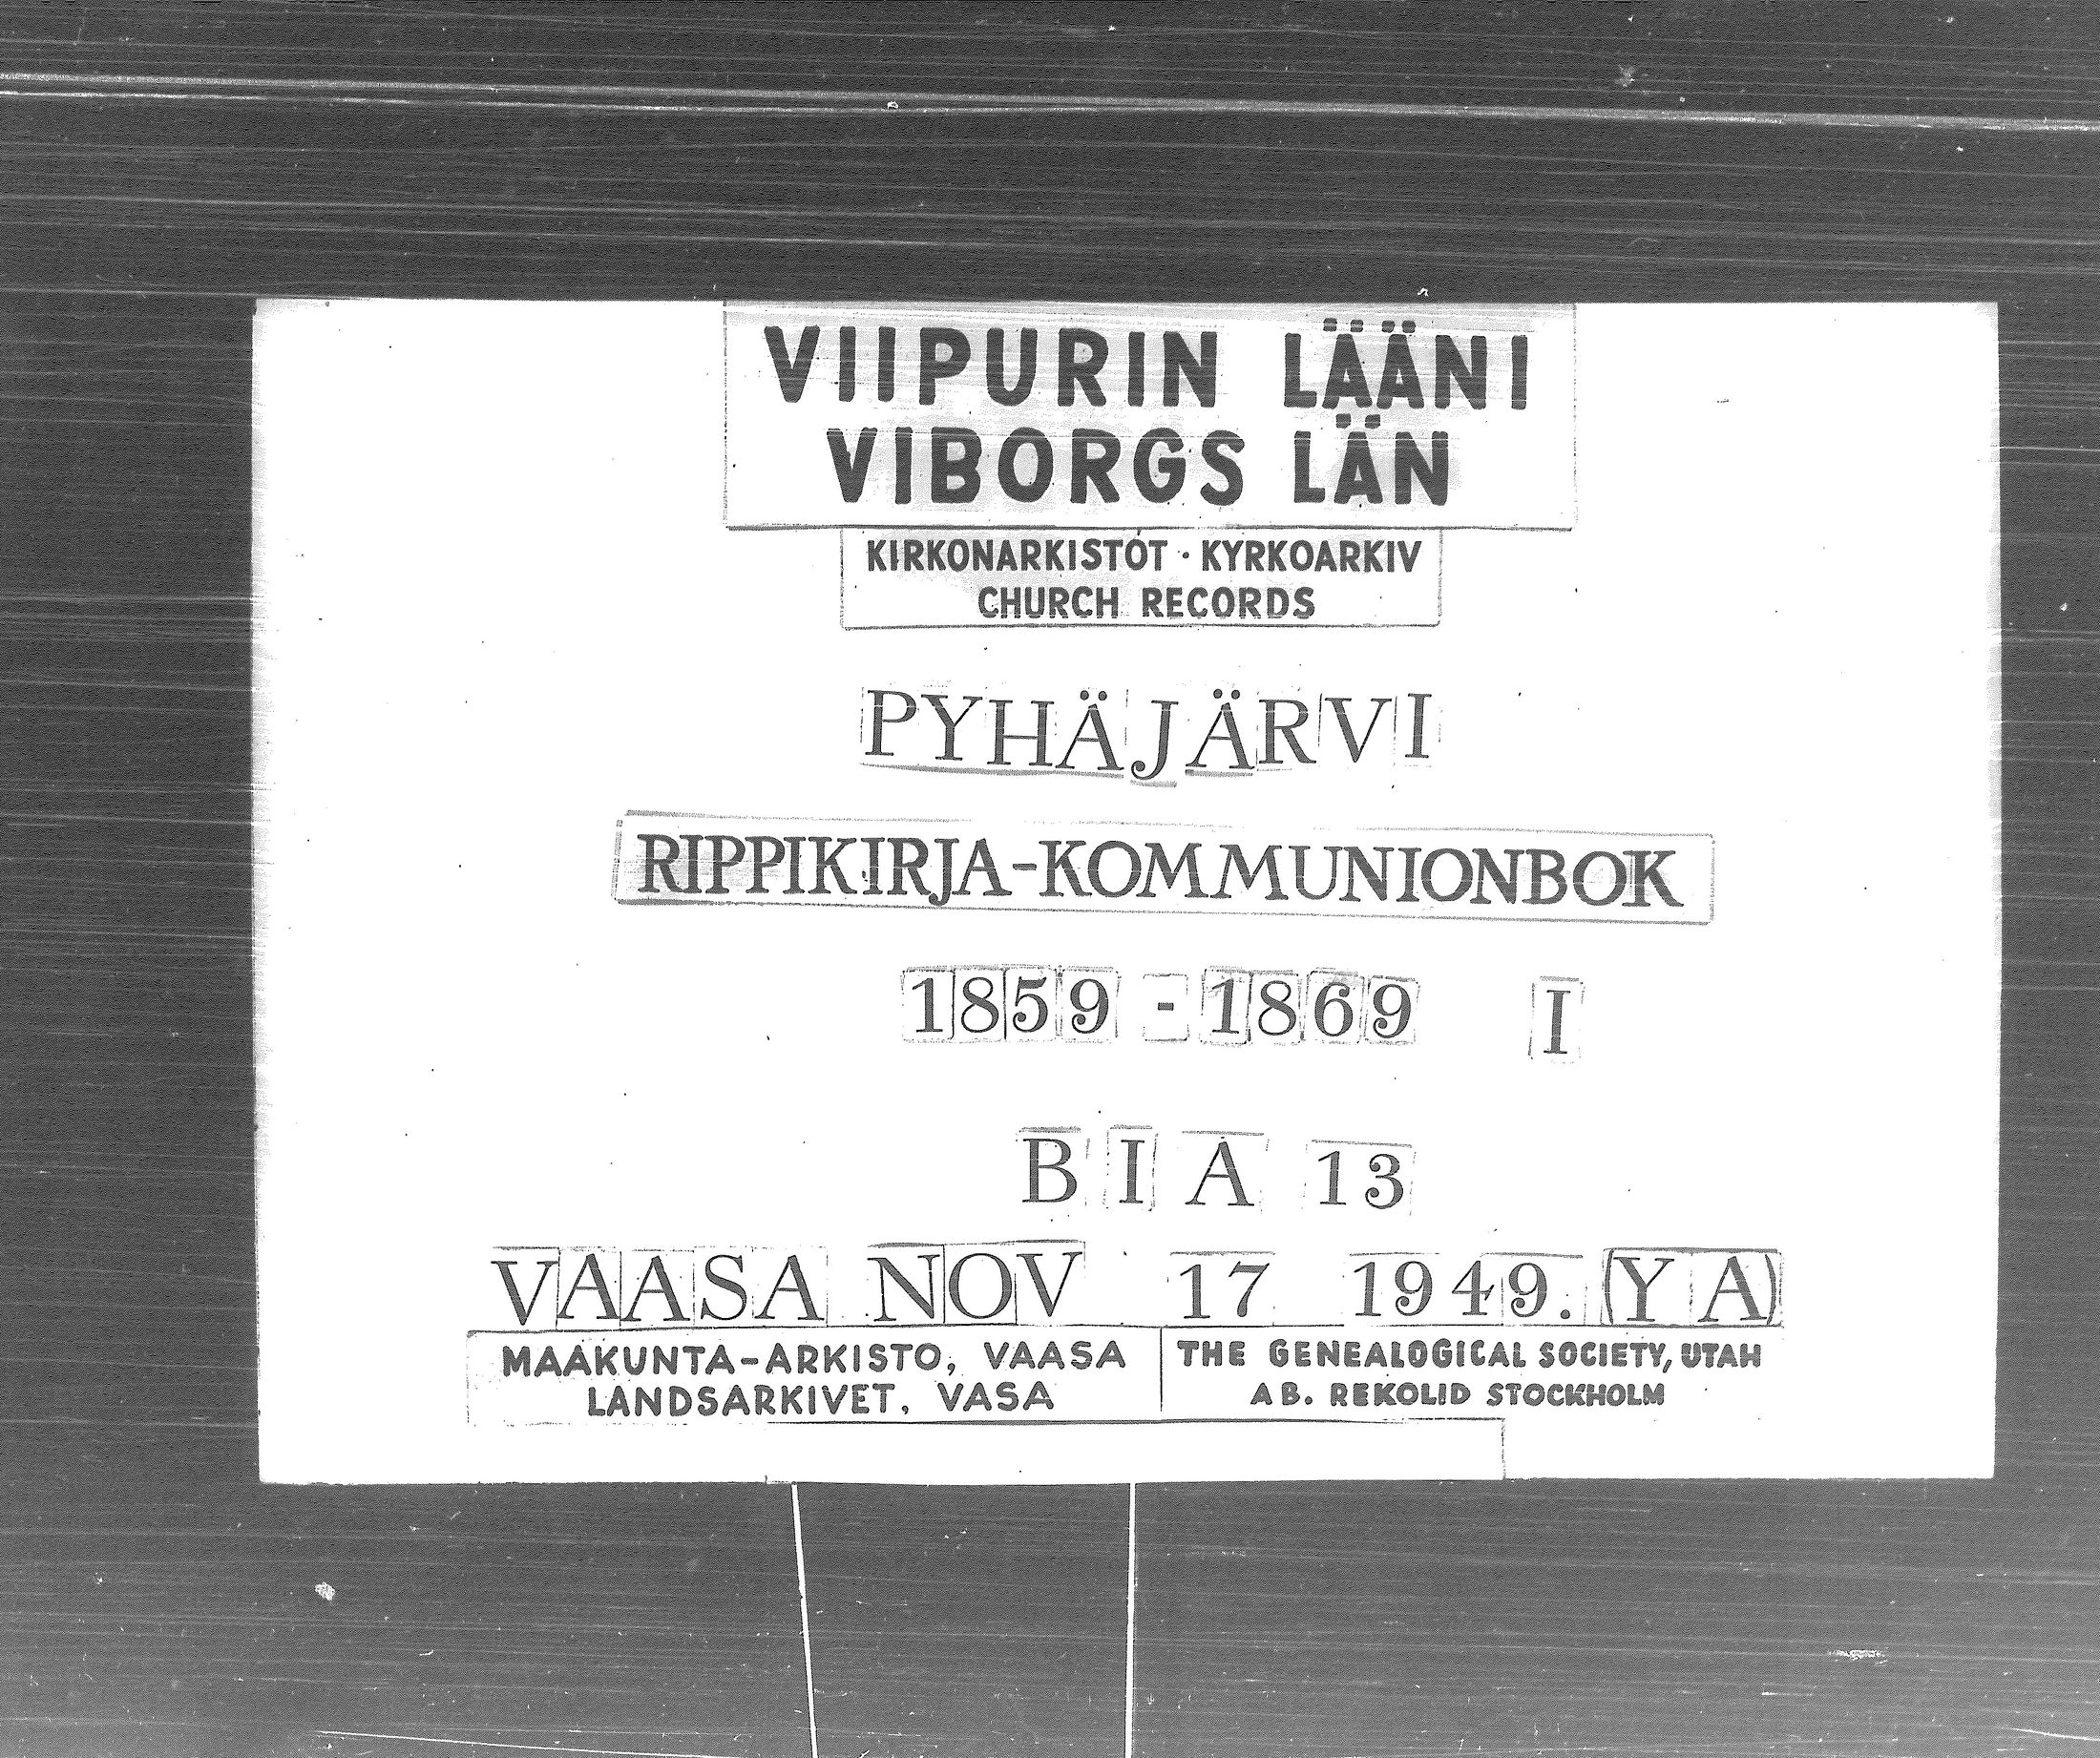 VIIPURIN LÄÄNI
VIBORGS LÄN
KIRKONARKISTOT · KYRKOARKIV
CHURCH RECORDS
PYHÄJÄRVI
RIPPIKIRJA-KOMMUNIONBOK
1859 - 1869 I
B I A 13
VAASA NOV 17 1949. (Y A)
MAAKUNTA-ARKISTO, VAASA
LANDSARKIVET, VASA
THE GENEALOGICAL SOCIETY, UTAH
AB. REKOLID STOCKHOLM